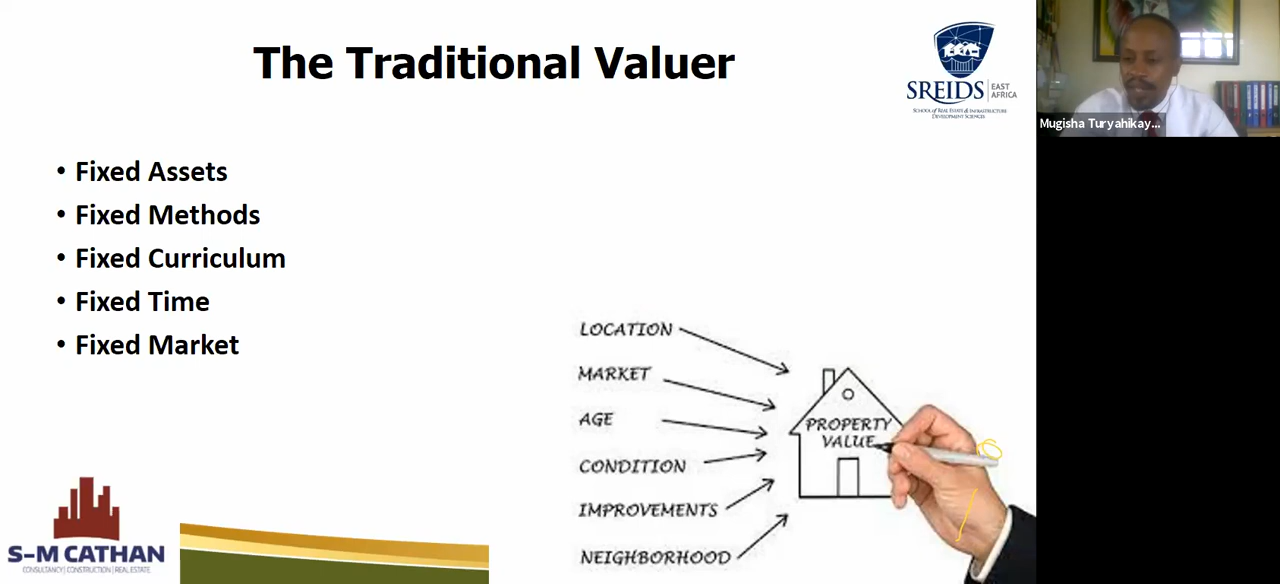 The Traditional Valuer
SREIDS
EAST
AFRICA
SCHOOL of REAL ESTATE & INFRASTRUCTURE
DEVELOPMENT SCIENCES
Mugisha Turyahikay...
• Fixed Assets
• Fixed Methods
• Fixed Curriculum
• Fixed Time
• Fixed Market
LOCATION
MARKET
AGE
CONDITION
IMPROVEMENTS
NEIGHBORHOOD
PROPERTY
VALUE
S-M CATHAN
CONSULTANCY| CONSTRUCTION | REAL ESTATE